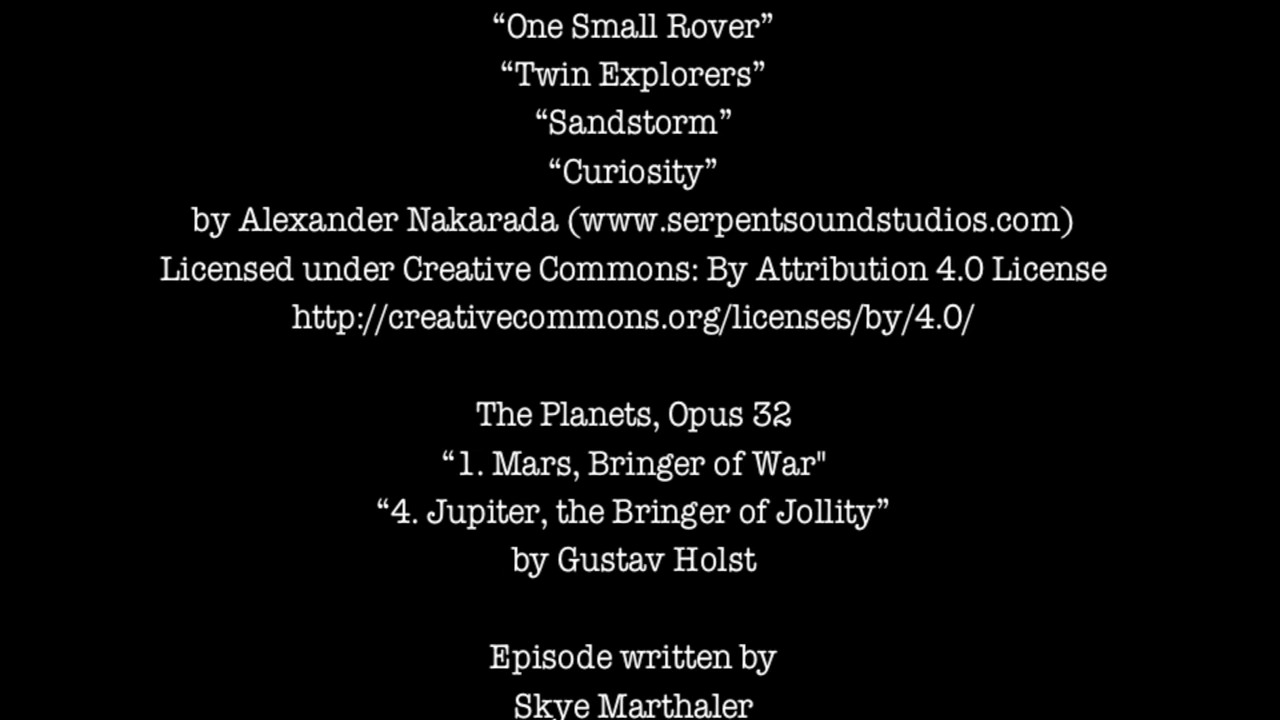 “One Small Rover”
“Twin Explorers”
“Sandstorm”
“Curiosity”
by Alexander Nakarada (www.serpentsoundstudios.com)
Licensed under Creative Commons: By Attribution 4.0 License
http://creativecommons.org/licenses/by/4.0/
The Planets, Opus 32
“1. Mars, Bringer of War"
“4. Jupiter, the Bringer of Jollity”
by Gustav Holst
Episode written by
Skye Marthaler